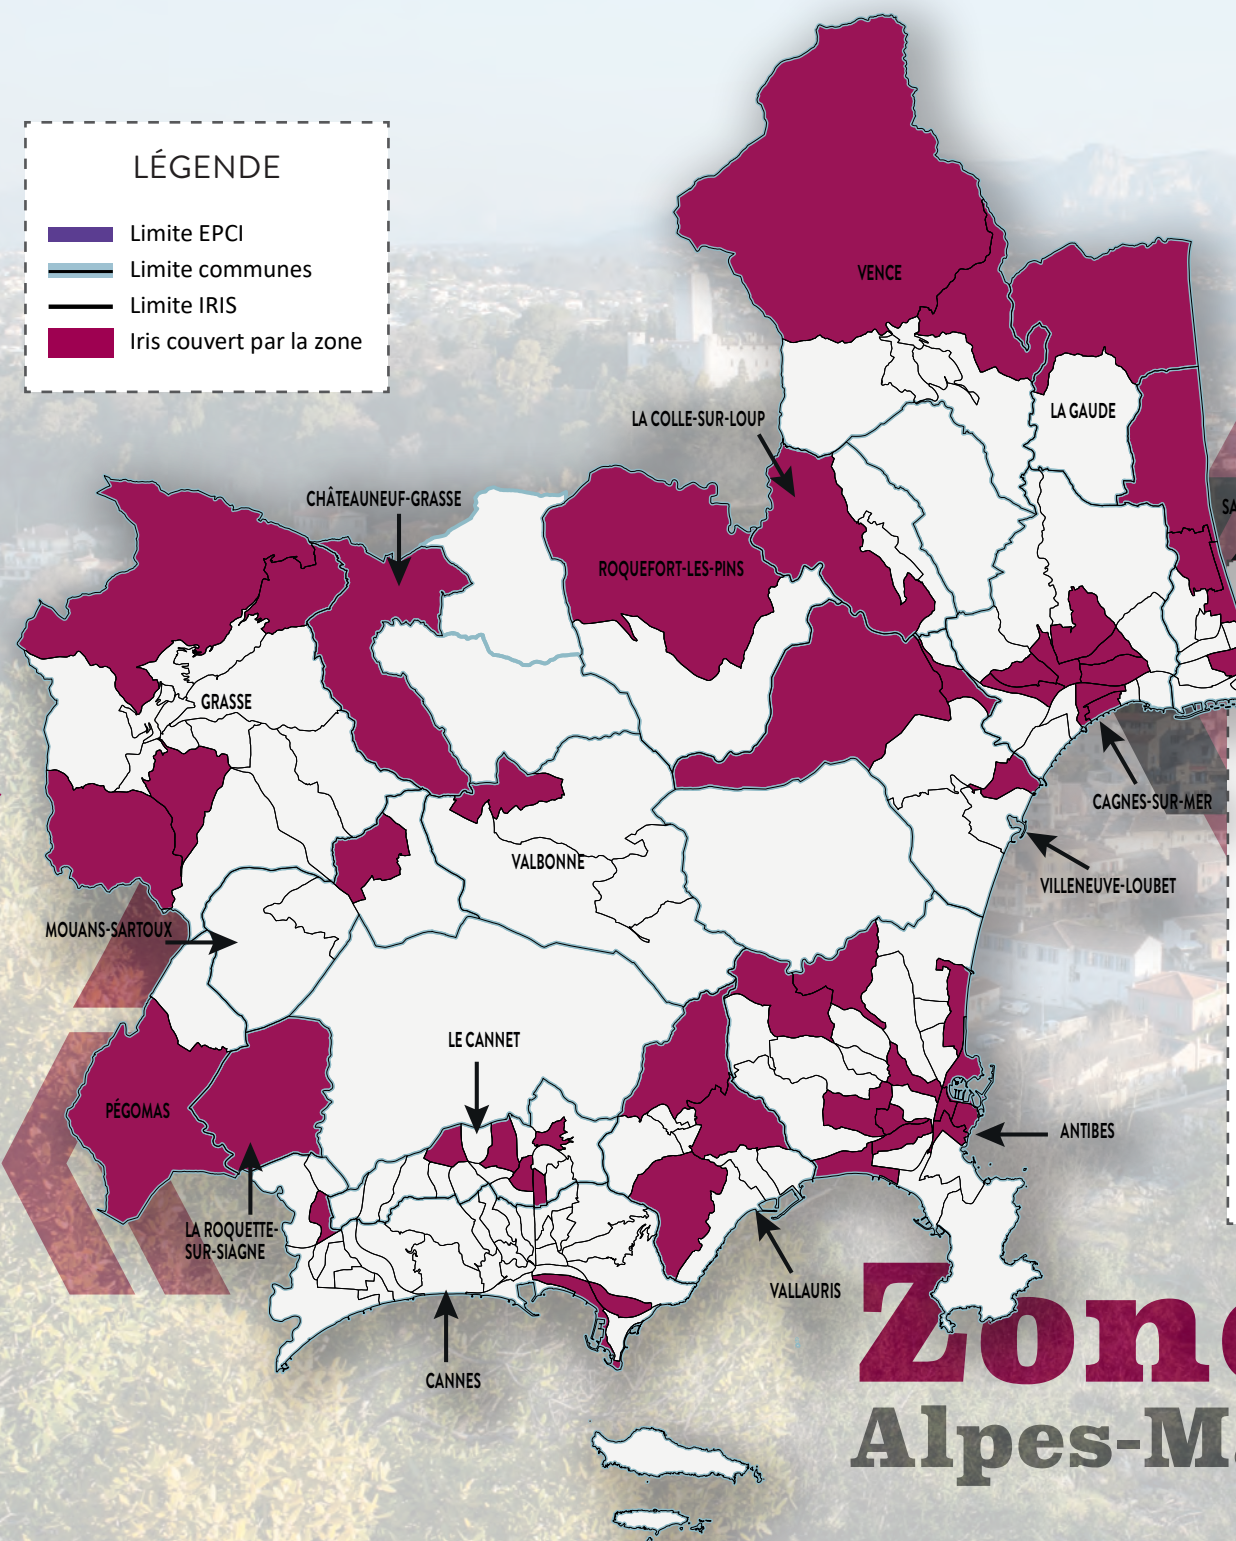 LÉGENDE
Limite EPCI
Limite communes
Limite IRIS
Iris couvert par la zone
VENCE
LA GAUDE
LA COLLE-SUR-LOUP
CHÂTEAUNEUF-GRASSE
SA
ROQUEFORT-LES-PINS
GRASSE
CAGNES-SUR-MER
VALBONNE
VILLENEUVE-LOUBET
MOUANS-SARTOUX
LE CANNET
PÉGOMAS
ANTIBES
LA ROQUETTE-
SUR-SIAGNE
VALLAURIS
CANNES
Zon
Alpes-M